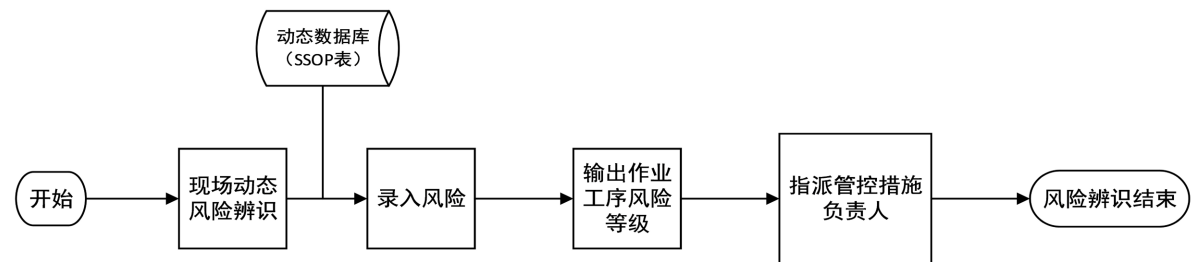 动态数据库
（SSOP表）
开始
现场动态
风险辨识
录入风险
输出作业
工序风险
等级
指派管控措施
负责人
风险辨识结束